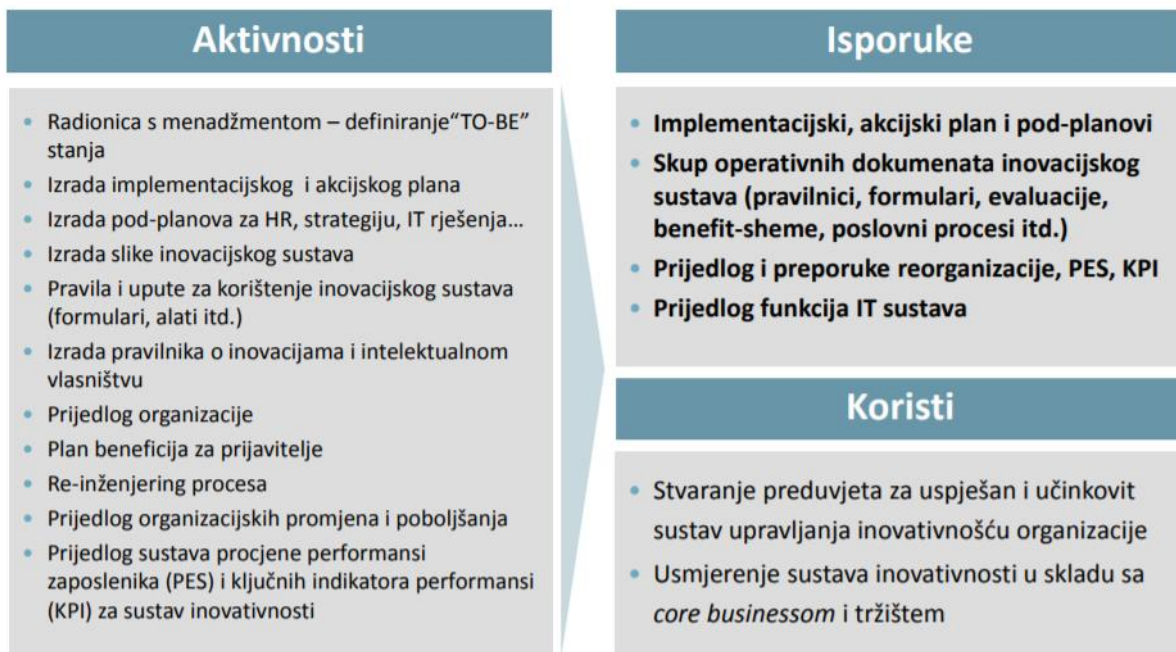 Aktivnosti
• Radionica s menadžmentom – definiranje“TO-BE”
stanja
• Izrada implementacijskog i akcijskog plana
• Izrada pod-planova za HR, strategiju, IT rješenja…
• Izrada slike inovacijskog sustava
• Pravila i upute za korištenje inovacijskog sustava
(formulari, alati itd.)
• Izrada pravilnika o inovacijama i intelektualnom
vlasništvu
• Prijedlog organizacije
• Plan beneficija za prijavitelje
• Re-inženjering procesa
• Prijedlog organizacijskih promjena i poboljšanja
• Prijedlog sustava procjene performansi
zaposlenika (PES) i ključnih indikatora performansi
(KPI) za sustav inovativnosti
Isporuke
• Implementacijski, akcijski plan i pod-planovi
• Skup operativnih dokumenata inovacijskog
sustava (pravilnici, formulari, evaluacije,
benefit-sheme, poslovni procesi itd.)
• Prijedlog i preporuke reorganizacije, PES, KPI
• Prijedlog funkcija IT sustava
Koristi
• Stvaranje preduvjeta za uspješan i učinkovit
sustav upravljanja inovativnošću organizacije
• Usmjerenje sustava inovativnosti u skladu sa
core businessom i tržištem